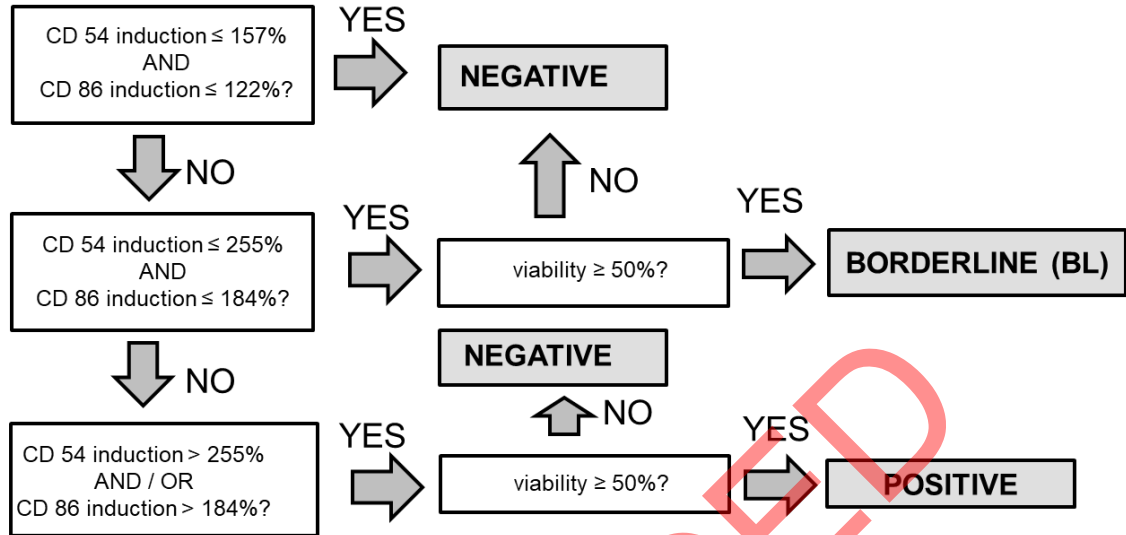 CD 54 induction ≤ 157%
AND
CD 86 induction ≤ 122%?
YES
NEGATIVE
NO
NO
CD 54 induction ≤ 255%
AND
CD 86 induction ≤ 184%?
YES
viability ≥ 50%?
YES
BORDERLINE (BL)
NEGATIVE
NO
NO
CD 54 induction > 255%
AND / OR
CD 86 induction > 184%?
YES
viability ≥ 50%?
YES
POSITIVE